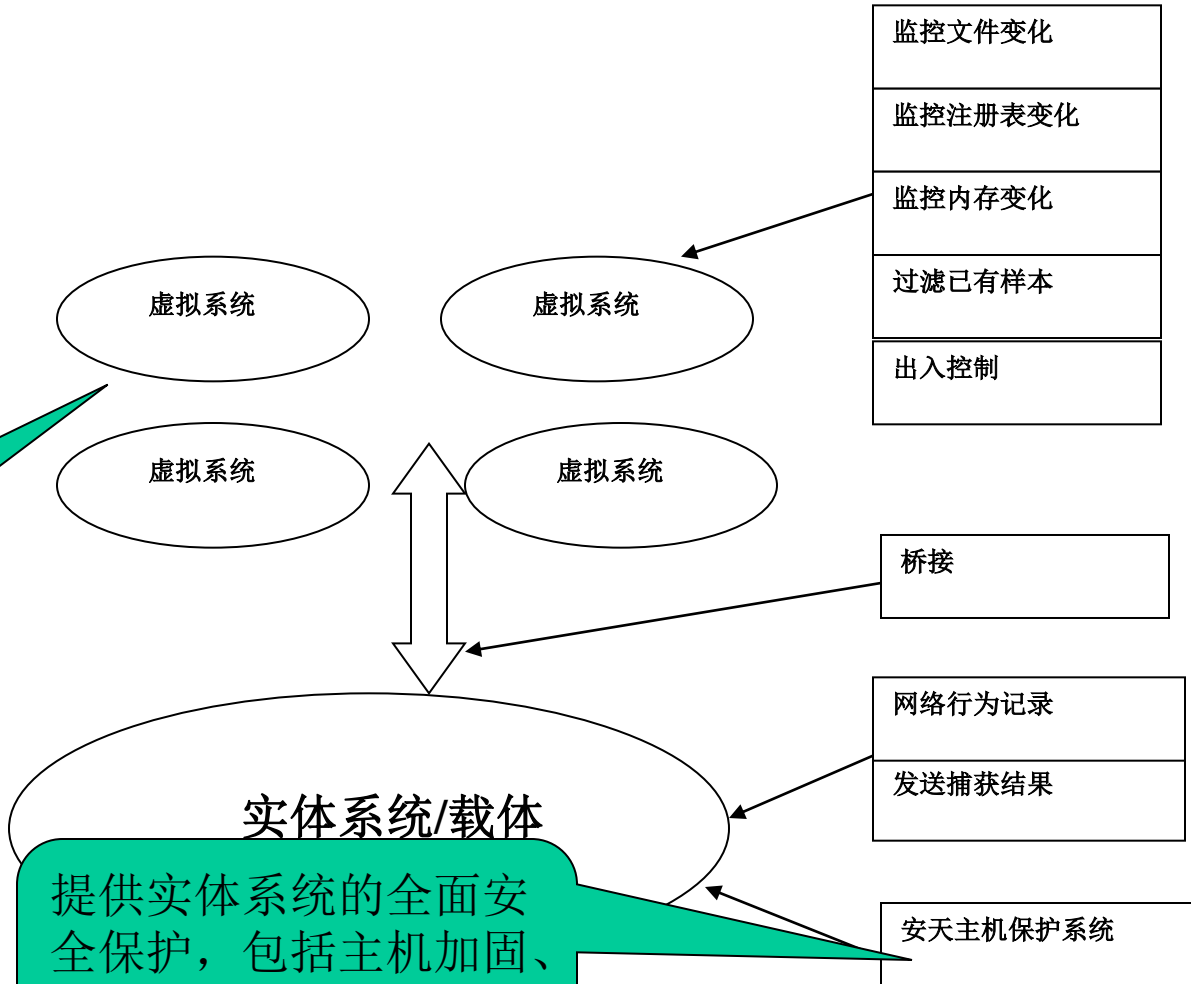 监控文件变化
监控注册表变化
监控内存变化
过滤已有样本
出入控制
虚拟系统
虚拟系统
虚拟系统
虚拟系统
桥接
网络行为记录
发送捕获结果
实体系统/载体
提供实体系统的全面安
全保护，包括主机加固、
安天主机保护系统